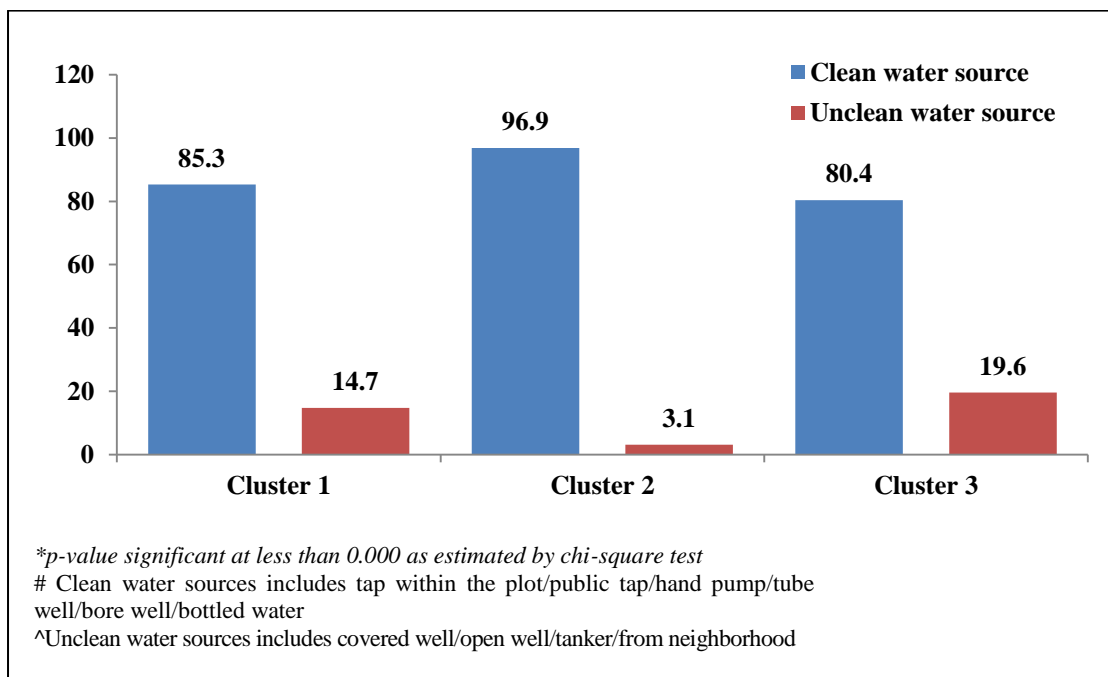 120
100
80
60
40
20
0
Clean water source
Unclean water source
85.3
96.9
80.4
14.7
3.1
19.6
Cluster 1
Cluster 2
Cluster 3
*p-value significant at less than 0.000 as estimated by chi-square test
# Clean water sources includes tap within the plot/public tap/hand pump/tube
well/bore well/bottled water
^Unclean water sources includes covered well/open well/tanker/from neighborhood